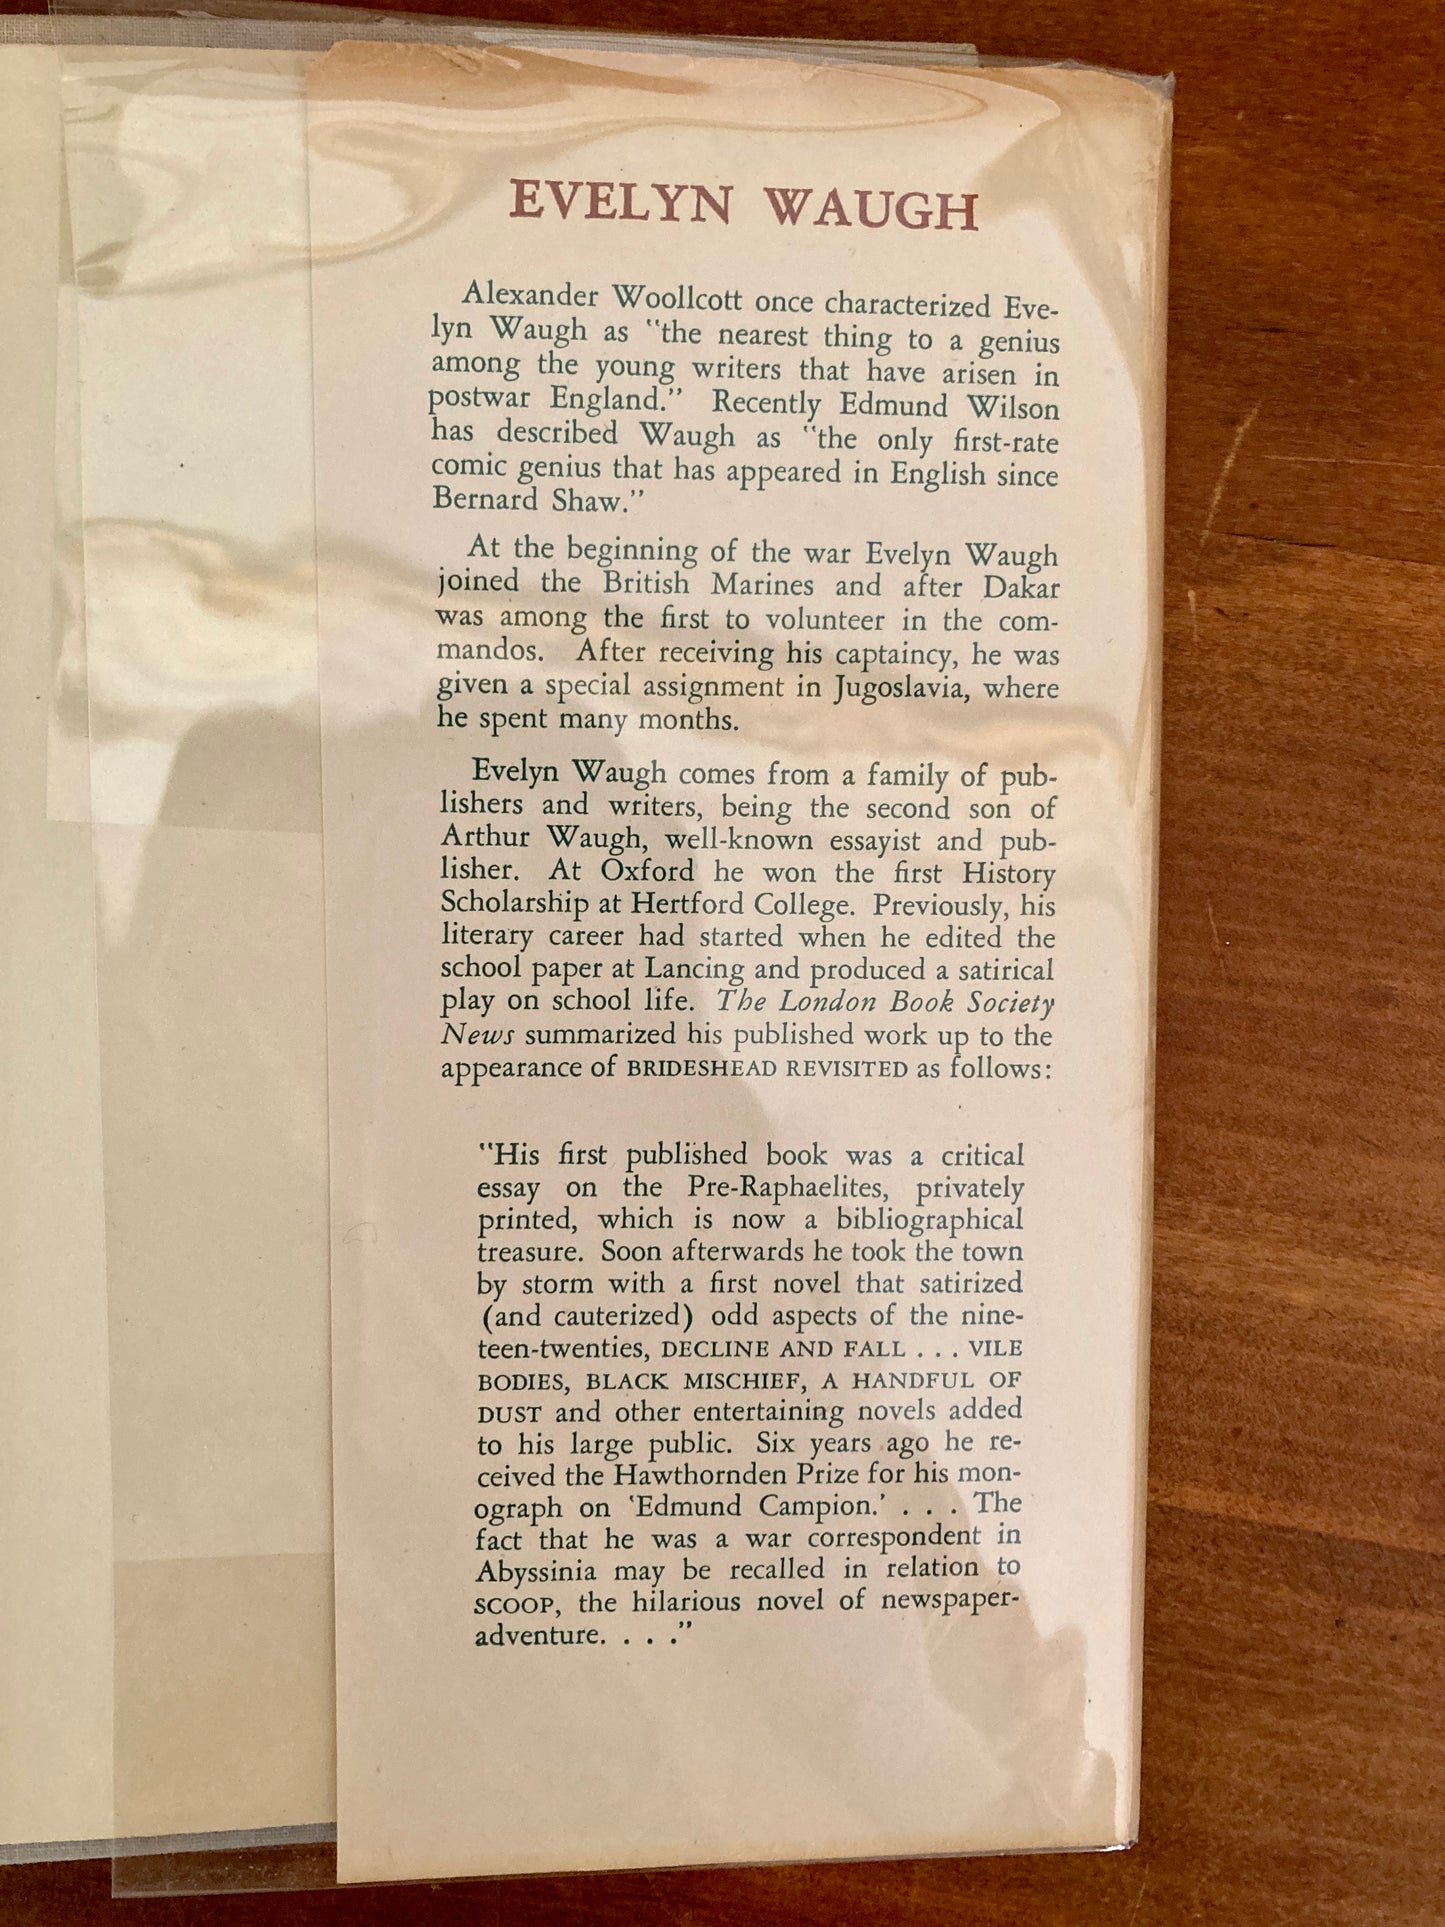 EVELYN WAUGH
Alexander Woollcott once characterized Eve-
lyn Waugh as "the nearest thing to a genius
among the young writers that have arisen in
postwar England." Recently Edmund Wilson
has described Waugh as "the only first-rate
comic genius that has appeared in English since
Bernard Shaw."
At the beginning of the war Evelyn Waugh
joined the British Marines and after Dakar
was among the first to volunteer in the com-
mandos. After receiving his captaincy, he was
given a special assignment in Jugoslavia, where
he spent many months.
Evelyn Waugh comes from a family of pub-
lishers and writers, being the second son of
Arthur Waugh, well-known essayist and pub-
lisher. At Oxford he won the first History
Scholarship at Hertford College. Previously, his
literary career had started when he edited the
school paper at Lancing and produced a satirical
play on school life. The London Book Society
News summarized his published work up to the
appearance of BRIDESHEAD REVISITED as follows:
"His first published book was a critical
essay on the Pre-Raphaelites, privately
printed, which is now a bibliographical
treasure. Soon afterwards he took the town
by storm with a first novel that satirized
(and cauterized) odd aspects of the nine-
teen-twenties, DECLINE AND FALL . . . VILE
BODIES, BLACK MISCHIEF, A HANDFUL OF
DUST and other entertaining novels added
to his large public. Six years ago he re-
ceived the Hawthornden Prize for his mon-
ograph on 'Edmund Campion.' . . . The
fact that he was a war correspondent in
Abyssinia may be recalled in relation to
SCOOP, the hilarious novel of newspaper-
adventure. . . ."